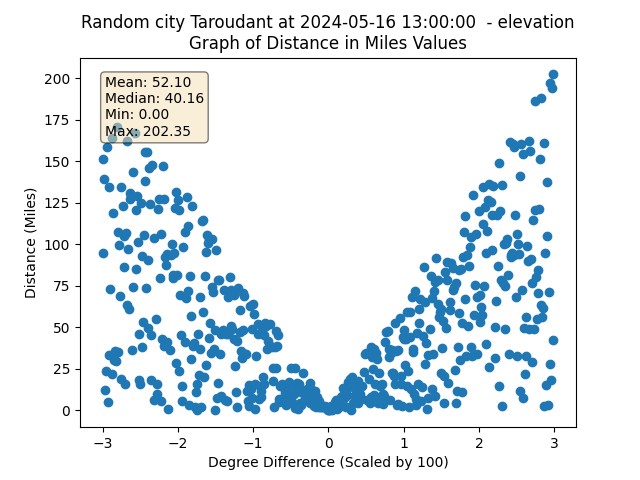 Random city Taroudant at 2024-05-16 13:00:00 - elevation
Graph of Distance in Miles Values
Mean: 52.10
Median: 40.16
Min: 0.00
Max: 202.35
Distance (Miles)
200
175
150
125
100
75
50
25
0
−3
−2
−1
0
1
2
3
Degree Difference (Scaled by 100)